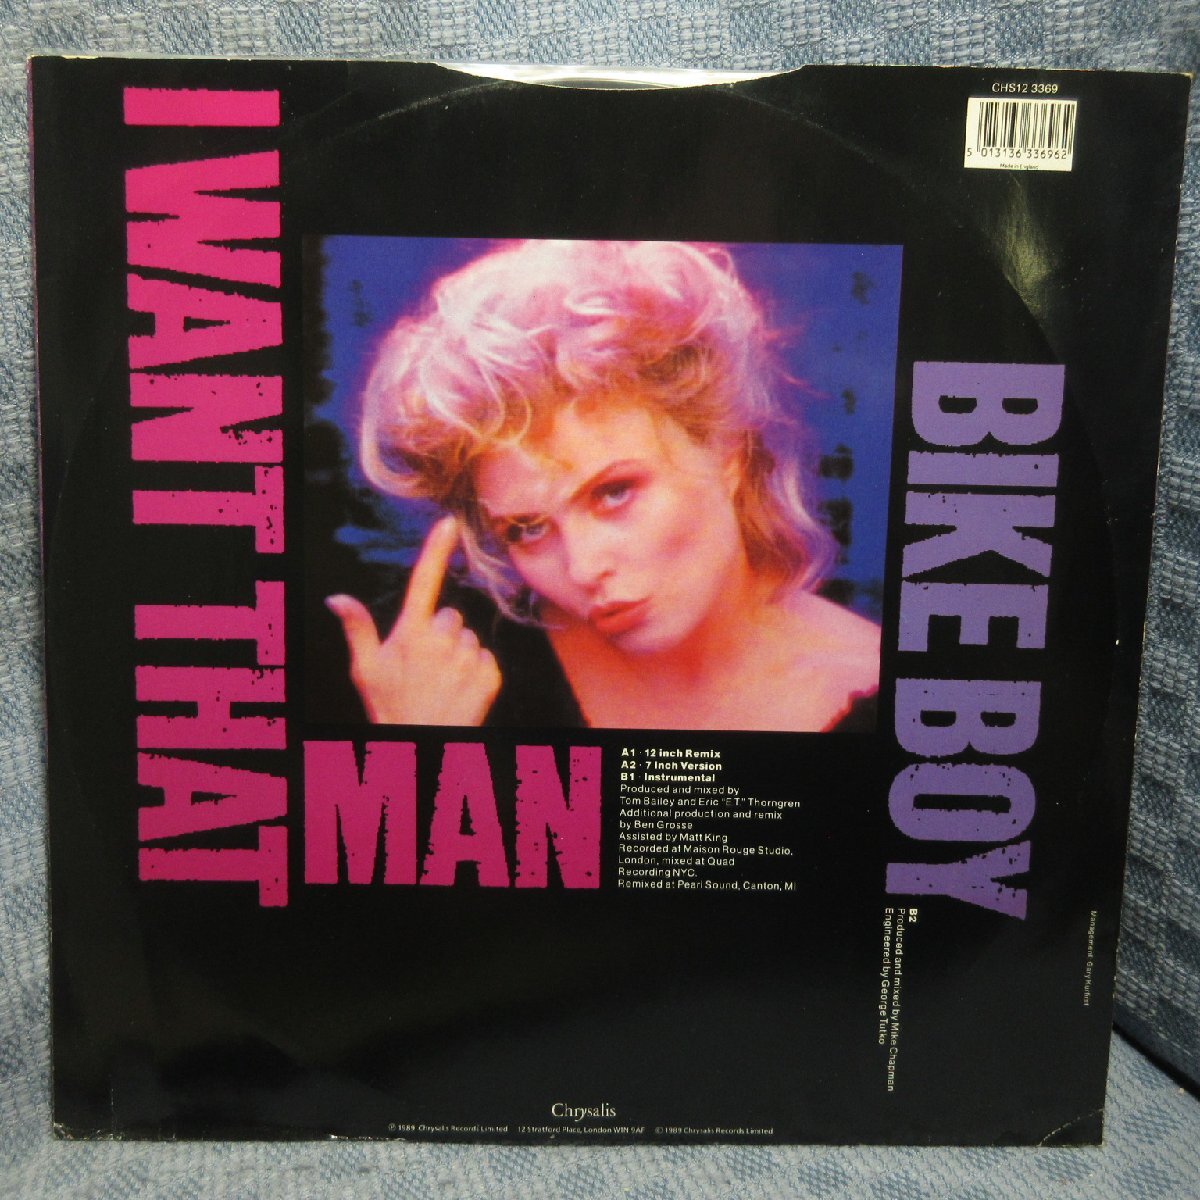 CHS12 3369
5 013136 336962
Made in England
I WANT THAT
MAN
BIKE BOY
A1 · 12 inch Remix
A2 · 7 Inch Version
B1 · Instrumental
Produced and mixed by
Tom Bailey and Eric "E.T." Thorngren
Additional production and remix
by Ben Grosse
Assisted by Matt King
Recorded at Maison Rouge Studio,
London, mixed at Quad
Recording NYC.
Remixed at Pearl Sound, Canton, MI
B2
Produced and mixed by Mike Chapman
Engineered by George Tutko
Management: Gary Kurfirst
Chrysalis
℗ 1989 Chrysalis Records Limited 12 Stratford Place, London W1N 9AF © 1989 Chrysalis Records Limited